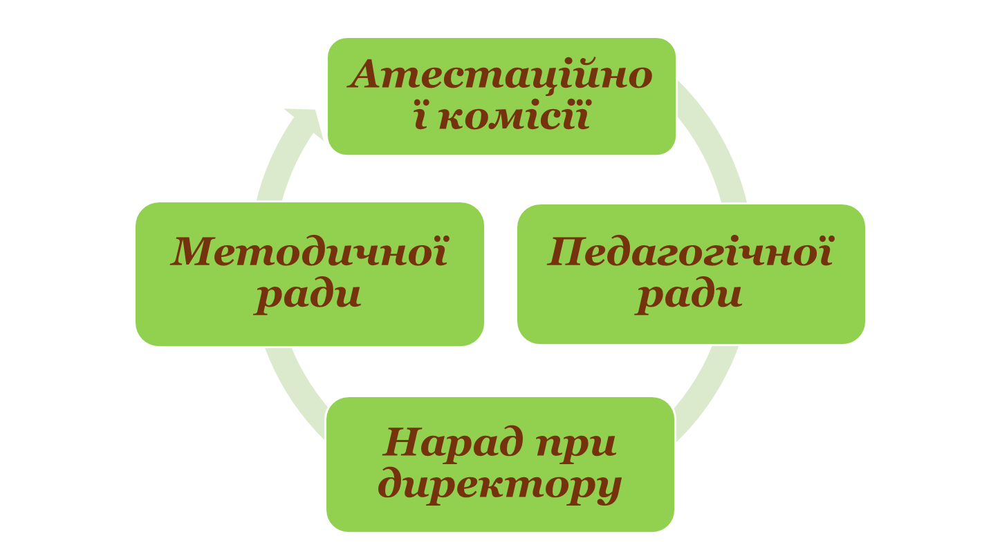 Атестаційно
ї комісії
Методичної
ради
Педагогічної
ради
Нарад при
директору